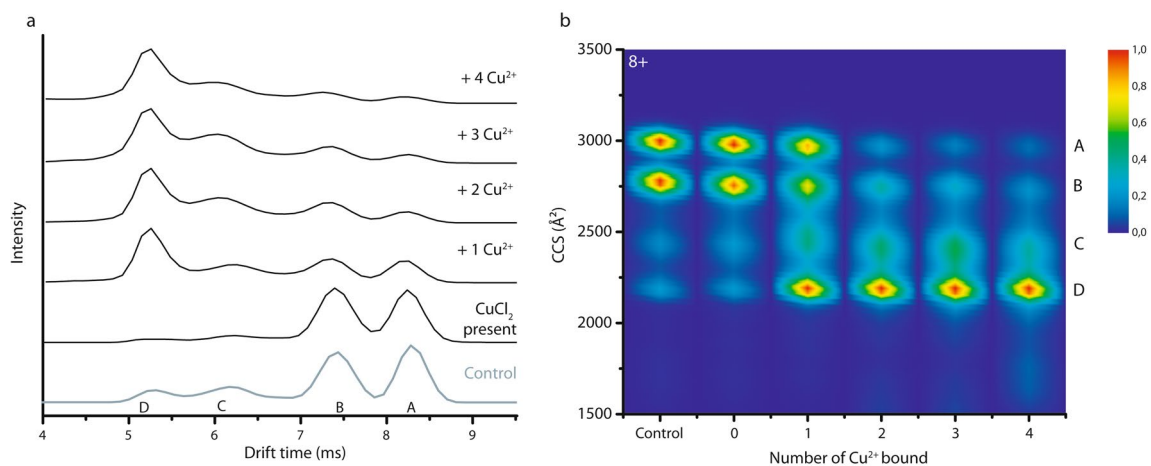 a
Intensity
+ 4 Cu²⁺
+ 3 Cu²⁺
+ 2 Cu²⁺
+ 1 Cu²⁺
CuCl₂
present
Control
D C B A
4 5 6 7 8 9
Drift time (ms)
b
CCS (Å²)
3500
3000
2500
2000
1500
8+
A
B
C
D
Control 0 1 2 3 4
Number of Cu²⁺ bound
1,0
0,8
0,6
0,4
0,2
0,0